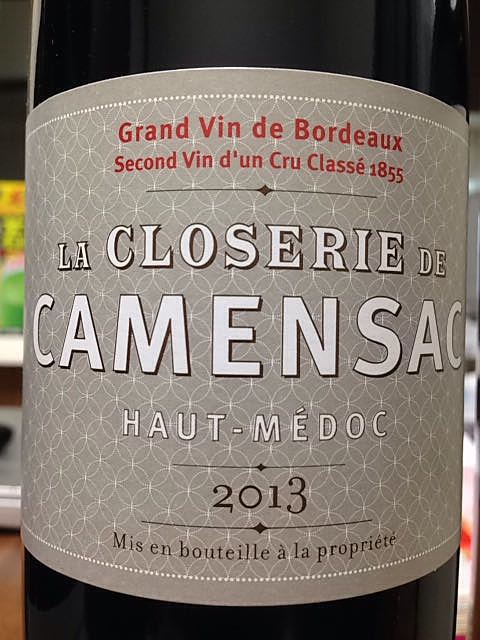 Grand Vin de Bordeaux
Second Vin d'un Cru Classé 1855
LA CLOSERIE DE
CAMENSAC
HAUT-MÉDOC
2013
Mis en bouteille à la propriété